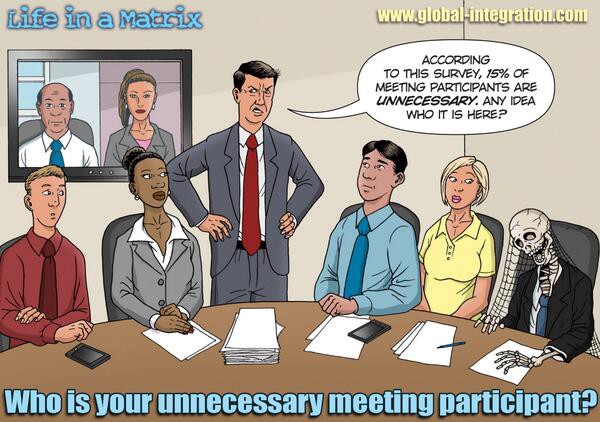 Life in a Matrix
www.global-integration.com
ACCORDING
TO THIS SURVEY, 15% OF
MEETING PARTICIPANTS ARE
UNNECESSARY. ANY IDEA
WHO IT IS HERE?
Who is your unnecessary meeting participant?